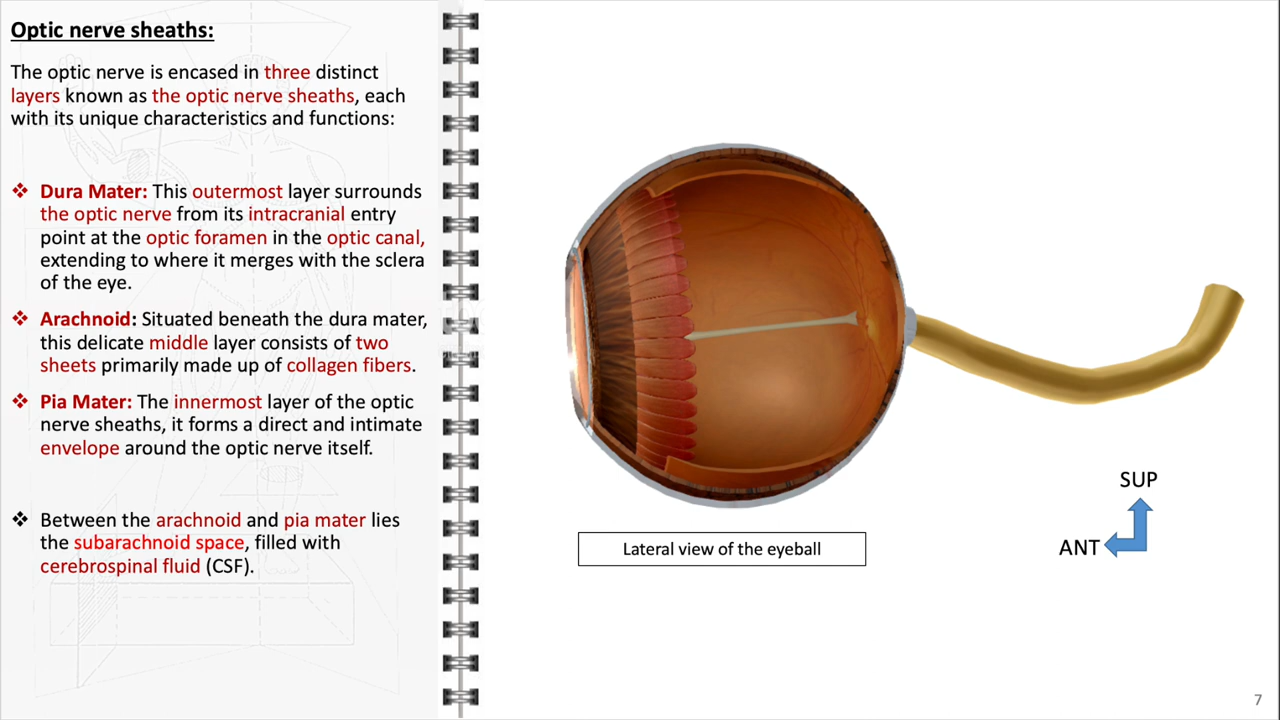 Optic nerve sheaths:
The optic nerve is encased in three distinct
layers known as the optic nerve sheaths, each
with its unique characteristics and functions:
❖ Dura Mater: This outermost layer surrounds
the optic nerve from its intracranial entry
point at the optic foramen in the optic canal,
extending to where it merges with the sclera
of the eye.
❖ Arachnoid: Situated beneath the dura mater,
this delicate middle layer consists of two
sheets primarily made up of collagen fibers.
❖ Pia Mater: The innermost layer of the optic
nerve sheaths, it forms a direct and intimate
envelope around the optic nerve itself.
❖ Between the arachnoid and pia mater lies
the subarachnoid space, filled with
cerebrospinal fluid (CSF).
SUP
ANT
Lateral view of the eyeball
7